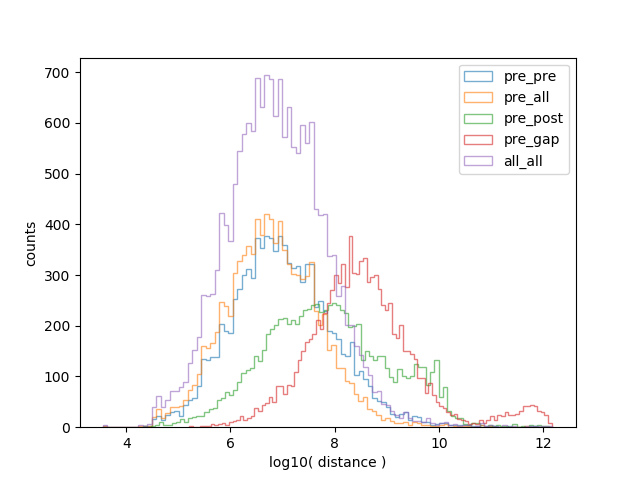 700
600
500
400
300
200
100
0
counts
4
6
8
10
12
log10( distance )
pre_pre
pre_all
pre_post
pre_gap
all_all